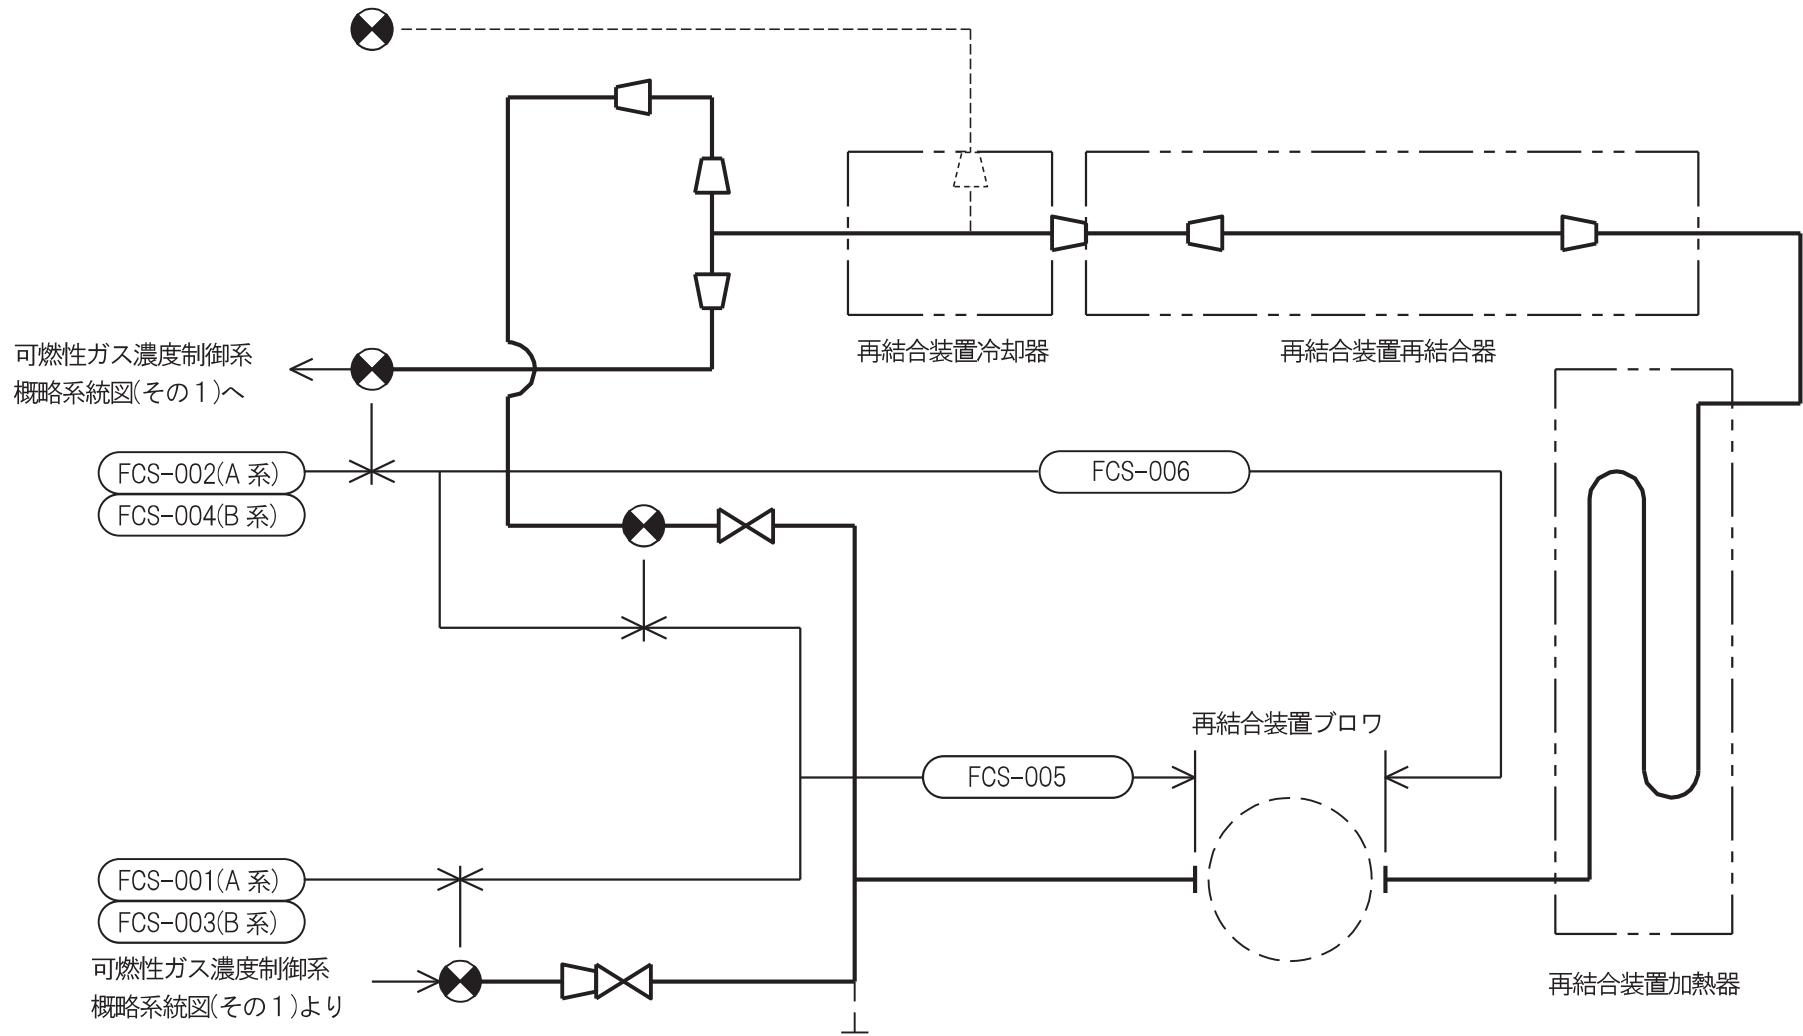 再結合装置冷却器
再結合装置再結合器
可燃性ガス濃度制御系
概略系統図(その1)へ
FCS-002(A 系)
FCS-004(B 系)
FCS-006
再結合装置ブロワ
FCS-005
FCS-001(A 系)
FCS-003(B 系)
可燃性ガス濃度制御系
概略系統図(その1)より
再結合装置加熱器